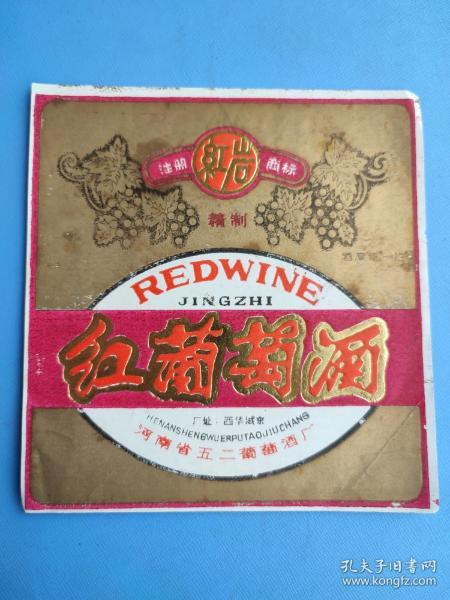 注册 红岩 商标
精制
REDWINE
JINGZHI
红葡萄酒
厂址:西华城东
HENANSHENGWUERPUTAOJIUCHANG
河南省五二葡萄酒厂
孔夫子旧书网
www.kongfz.com